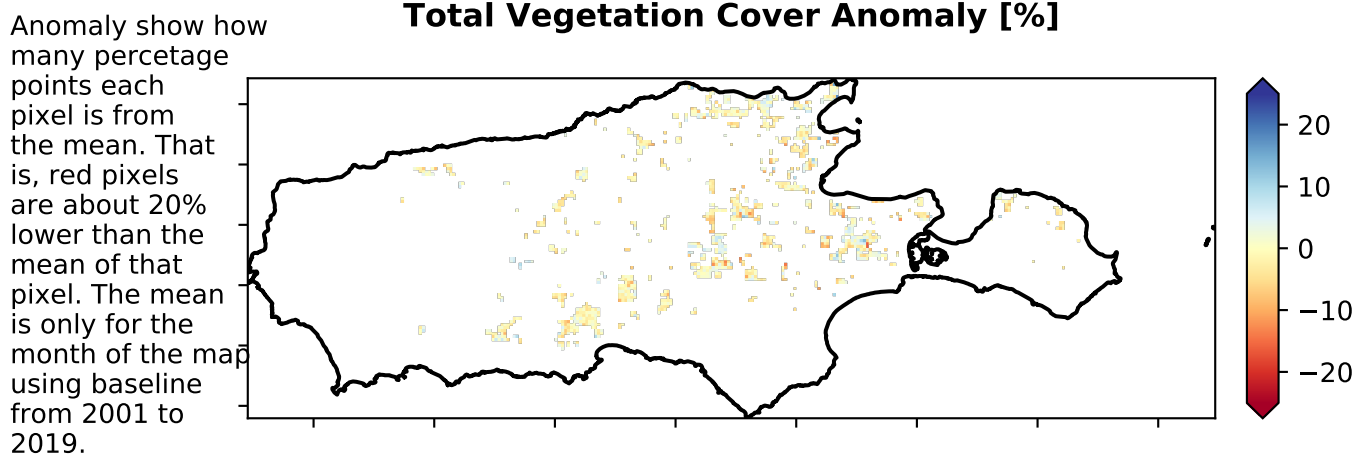 Total Vegetation Cover Anomaly [%]
Anomaly show how
many percetage
points each
pixel is from
the mean. That
is, red pixels
are about 20%
lower than the
mean of that
pixel. The mean
is only for the
month of the map
using baseline
from 2001 to
2019.
20
10
0
−10
−20